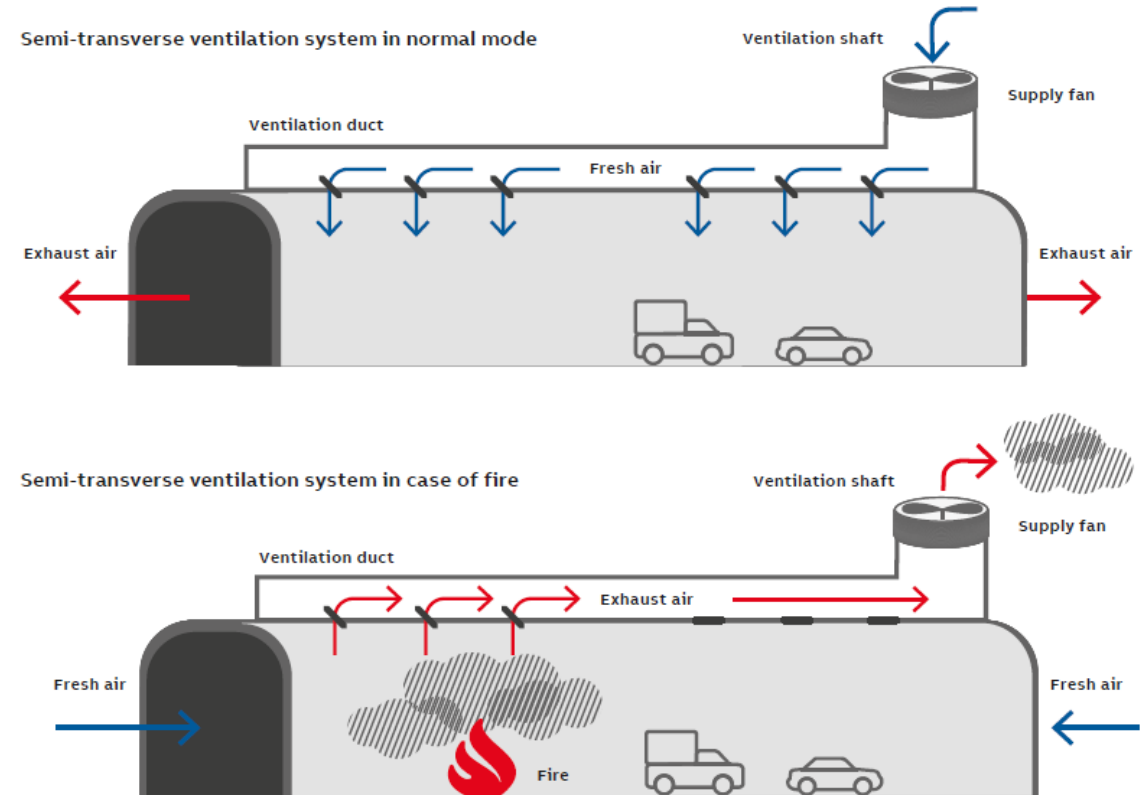 Semi-transverse ventilation system in normal mode
Ventilation shaft
Supply fan
Ventilation duct
Fresh air
Exhaust air
Exhaust air
Semi-transverse ventilation system in case of fire
Ventilation shaft
Supply fan
Ventilation duct
Exhaust air
Fresh air
Fresh air
Fire